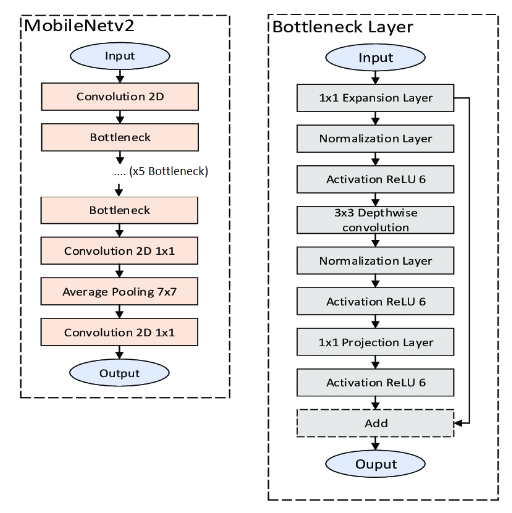 MobileNetv2
Input
Convolution 2D
Bottleneck
.... (x5 Bottleneck)
Bottleneck
Convolution 2D 1x1
Average Pooling 7x7
Convolution 2D 1x1
Output
Bottleneck Layer
Input
1x1 Expansion Layer
Normalization Layer
Activation ReLU 6
3x3 Depthwise
convolution
Normalization Layer
Activation ReLU 6
1x1 Projection Layer
Activation ReLU 6
Add
Ouput